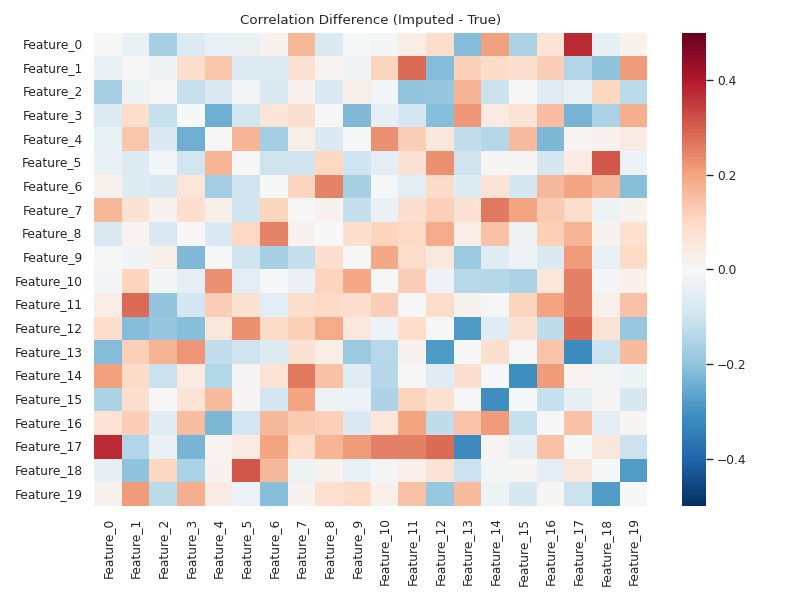 Correlation Difference (Imputed - True)
Feature_0
Feature_1
Feature_2
Feature_3
Feature_4
Feature_5
Feature_6
Feature_7
Feature_8
Feature_9
Feature_10
Feature_11
Feature_12
Feature_13
Feature_14
Feature_15
Feature_16
Feature_17
Feature_18
Feature_19
Feature_0
Feature_1
Feature_2
Feature_3
Feature_4
Feature_5
Feature_6
Feature_7
Feature_8
Feature_9
Feature_10
Feature_11
Feature_12
Feature_13
Feature_14
Feature_15
Feature_16
Feature_17
Feature_18
Feature_19
0.4
0.2
0.0
−0.2
−0.4